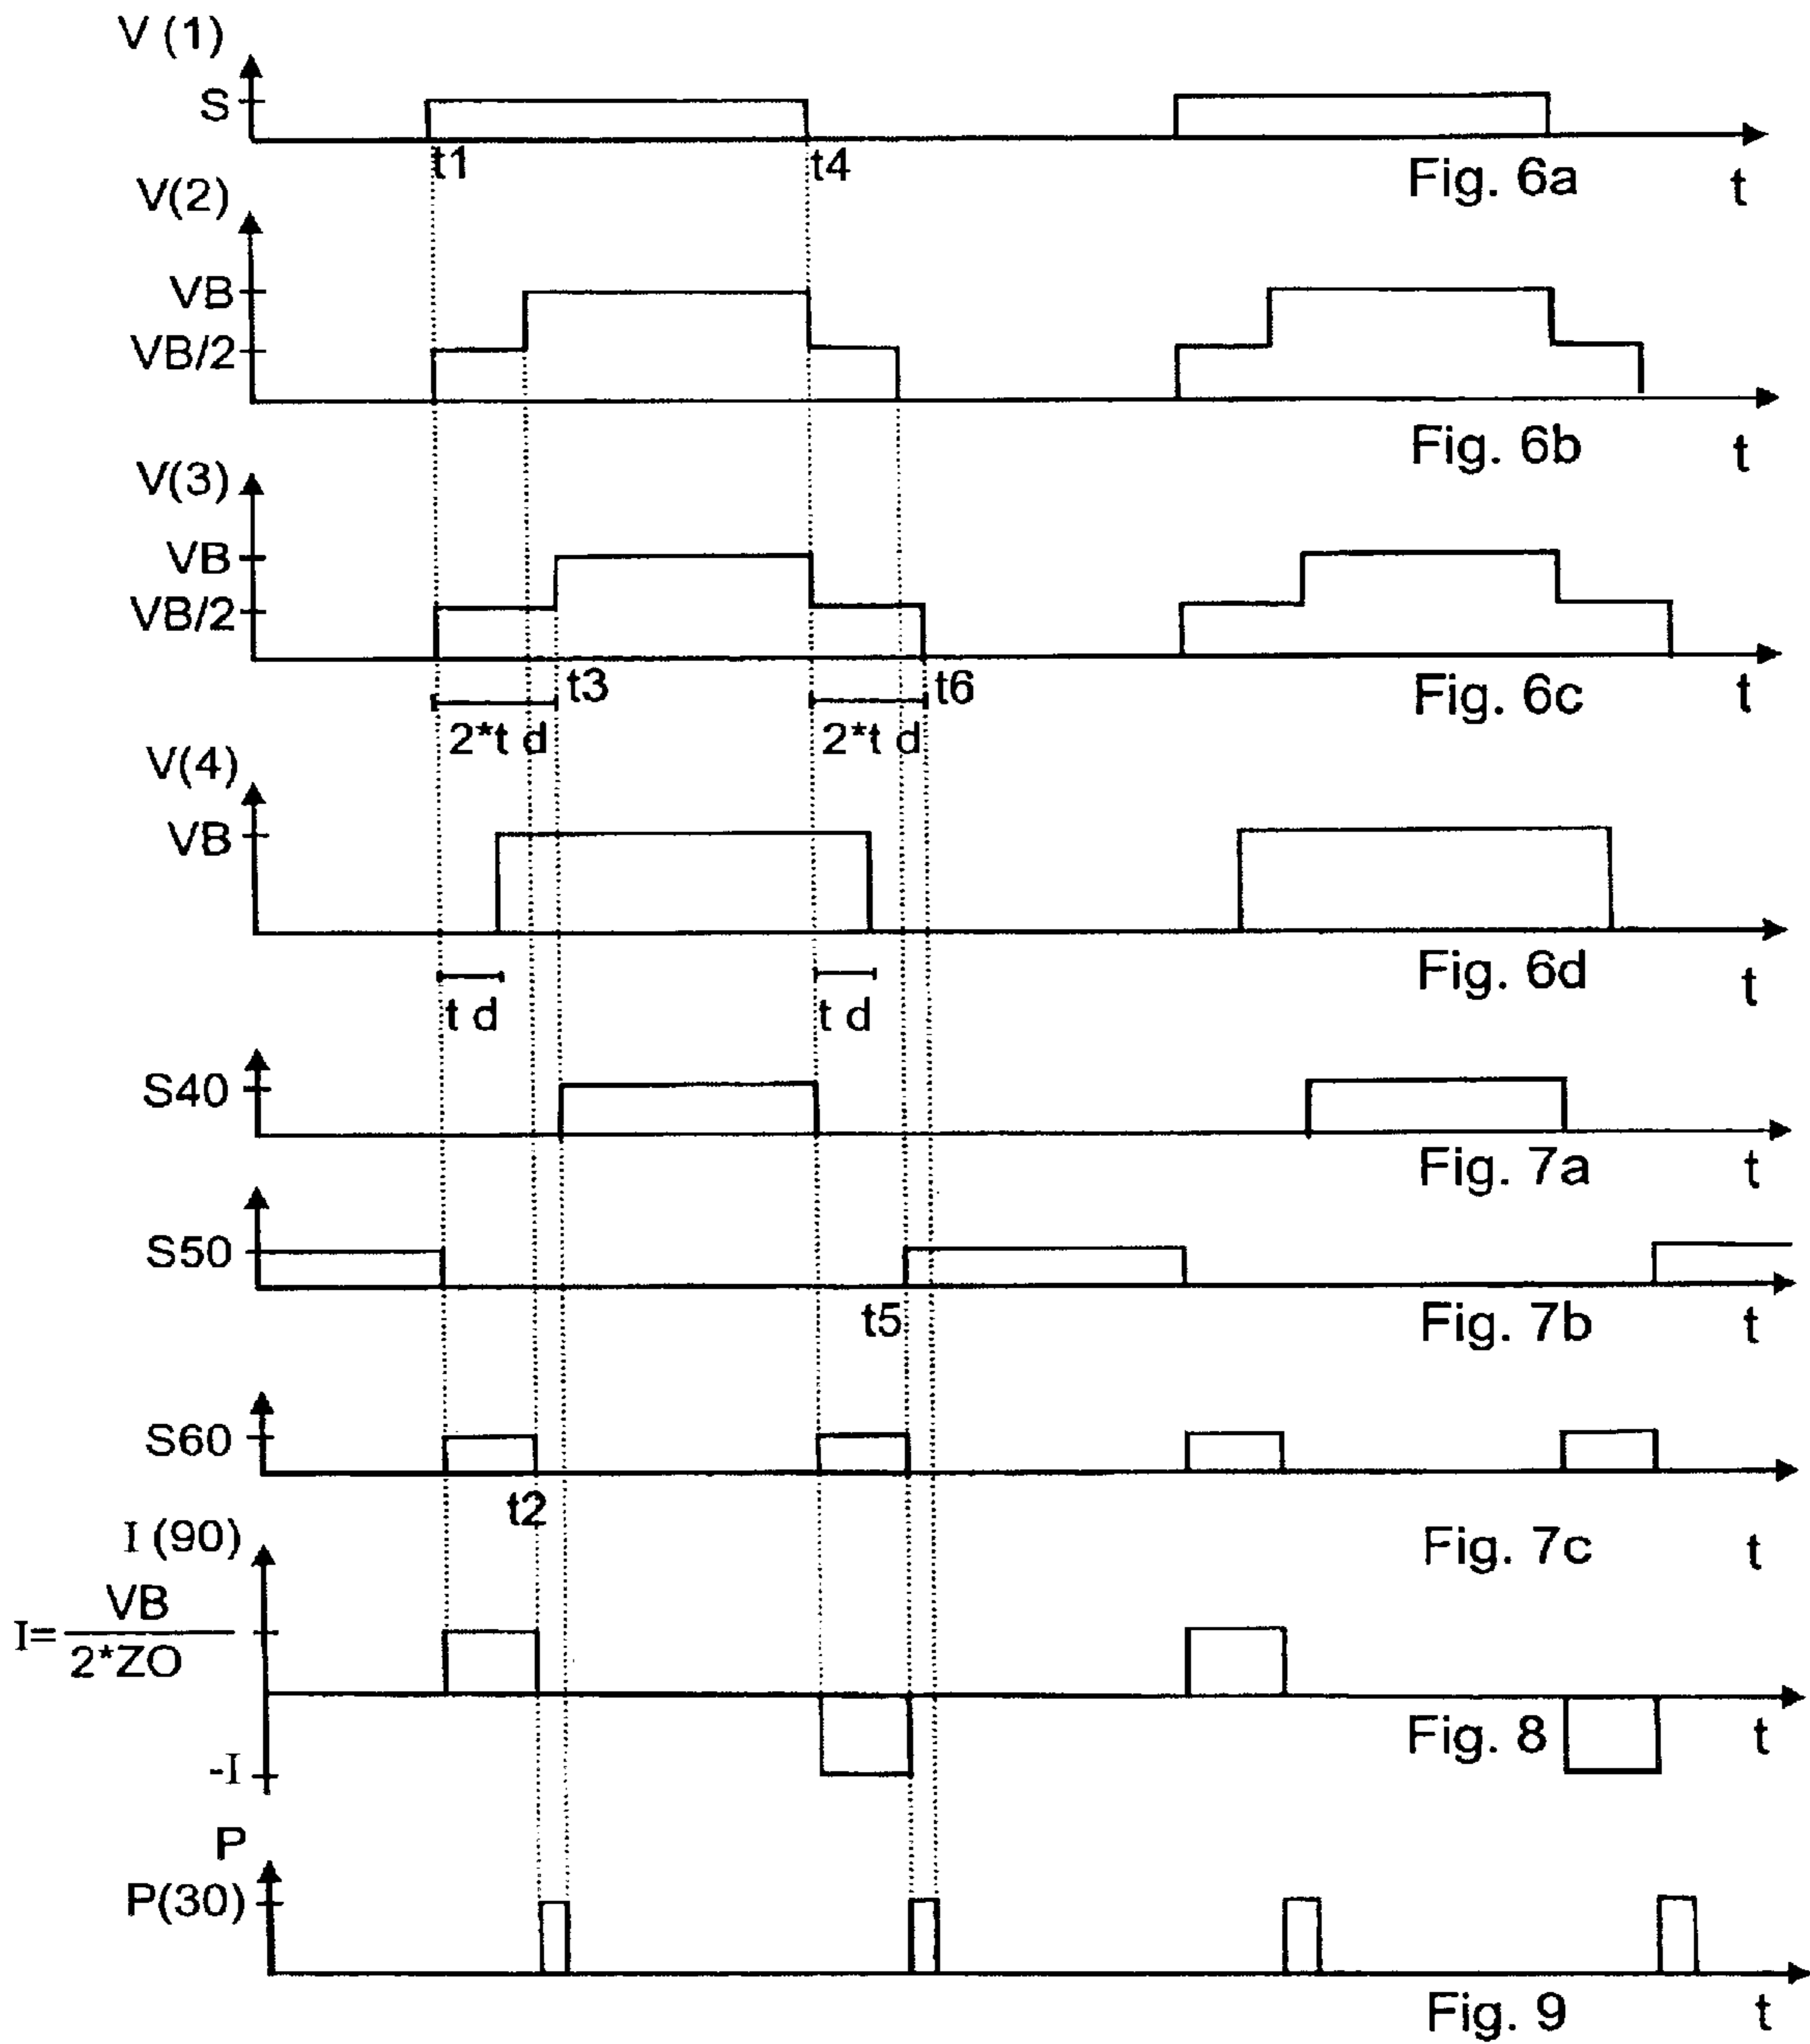 V (1)
S
t1
t4
Fig. 6a
t
V(2)
VB
VB/2
Fig. 6b
t
V(3)
VB
VB/2
t3
t6
Fig. 6c
t
2*t d
2*t d
V(4)
VB
Fig. 6d
t
t d
t d
S40
Fig. 7a
t
S50
t5
Fig. 7b
t
S60
t2
Fig. 7c
t
I (90)
I=VB/2*ZO
Fig. 8
t
-I
P
P(30)
Fig. 9
t